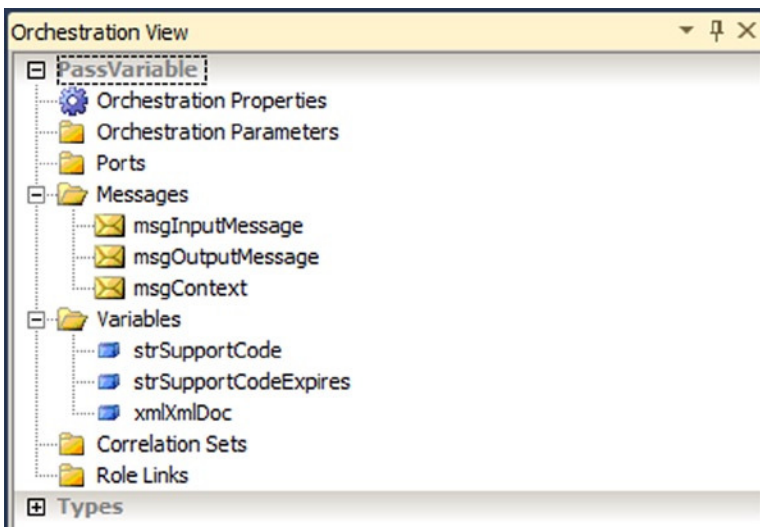 Orchestration View
PassVariable
Orchestration Properties
Orchestration Parameters
Ports
Messages
msgInputMessage
msgOutputMessage
msgContext
Variables
strSupportCode
strSupportCodeExpires
xmlXmlDoc
Correlation Sets
Role Links
Types